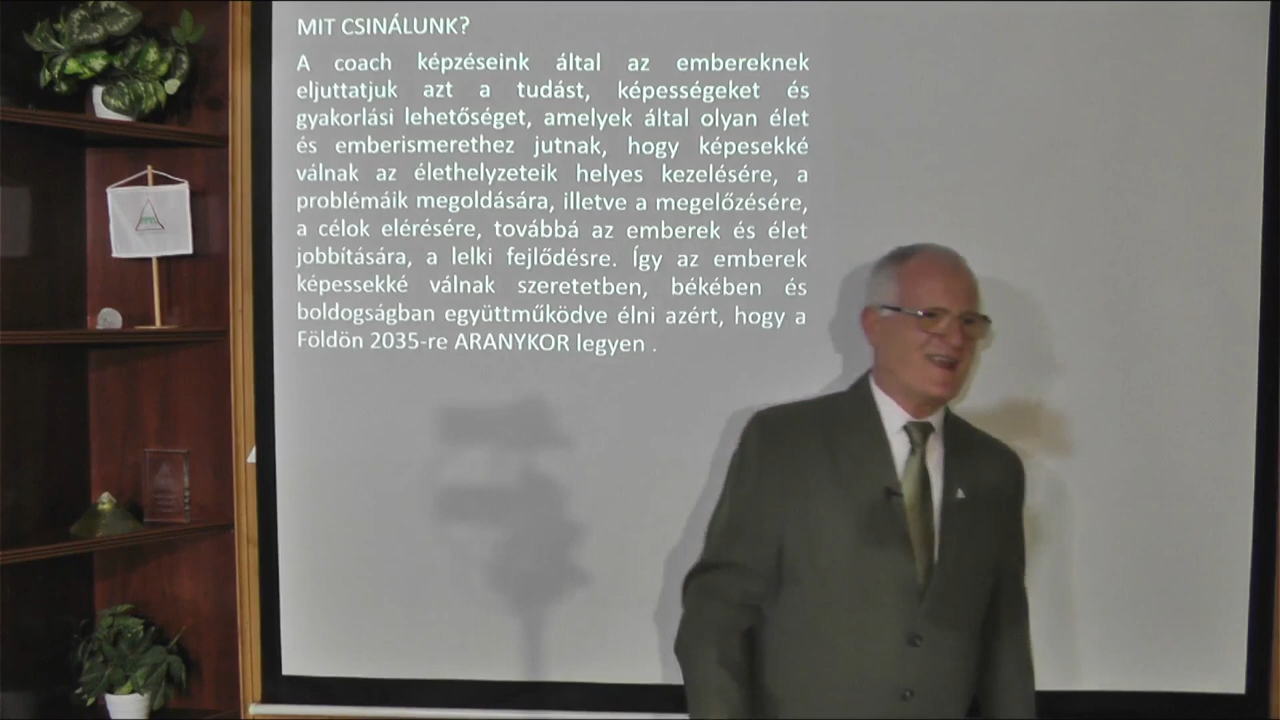 MIT CSINÁLUNK?
A coach képzéseink által az embereknek
eljuttatjuk azt a tudást, képességeket és
gyakorlási lehetőséget, amelyek által olyan élet
és emberismerethez jutnak, hogy képesekké
válnak az élethelyzeteik helyes kezelésére, a
problémáik megoldására, illetve a megelőzésére,
a célok elérésére, továbbá az emberek és élet
jobbítására, a lelki fejlődésre. Így az emberek
képessekké válnak szeretetben, békében és
boldogságban együttműködve élni azért, hogy a
Földön 2035-re ARANYKOR legyen .